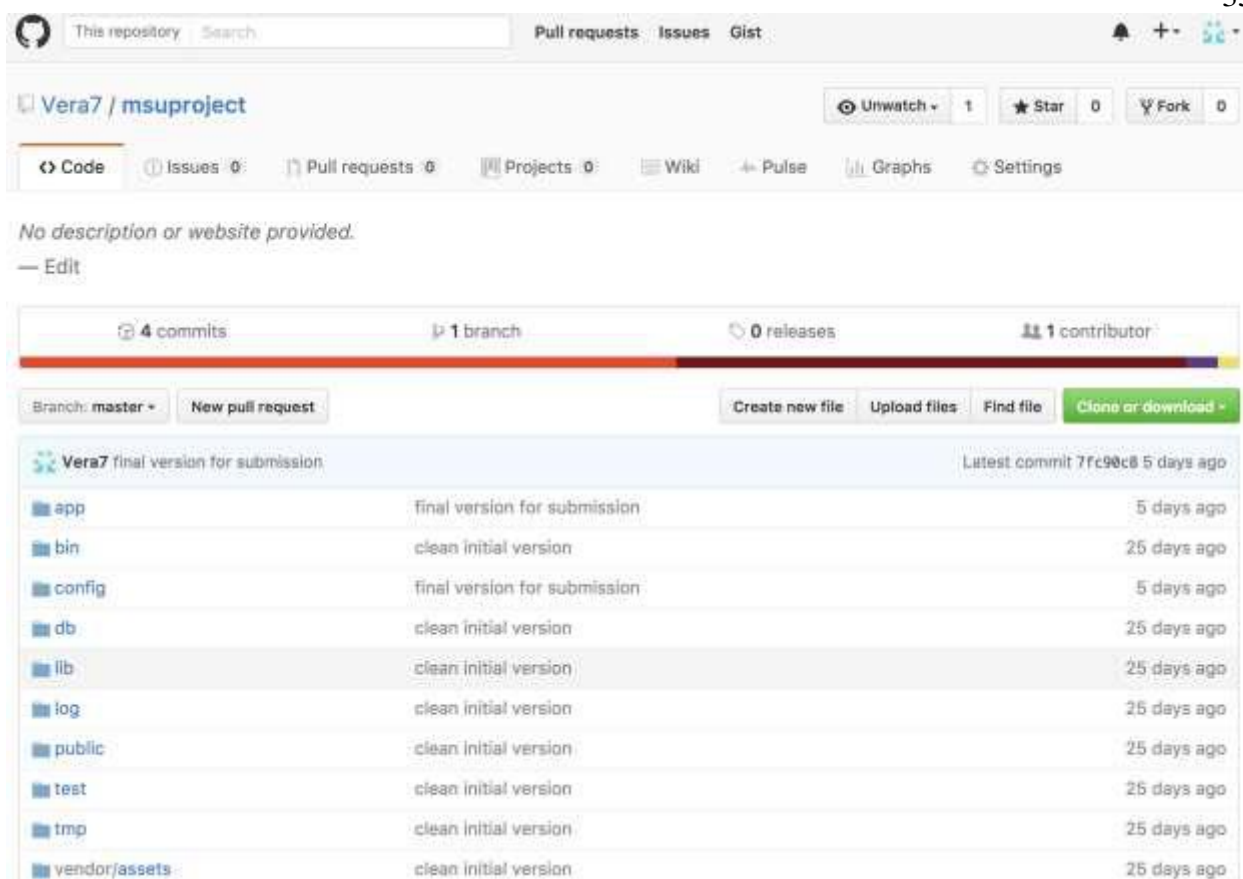 This repository Search Pull requests Issues Gist
Vera7 / msuproject Unwatch 1 Star 0 Fork 0
Code Issues 0 Pull requests 0 Projects 0 Wiki Pulse Graphs Settings
No description or website provided.
— Edit
4 commits 1 branch 0 releases 1 contributor
Branch: master New pull request Create new file Upload files Find file Clone or download
Vera7 final version for submission Latest commit 7fc90c8 5 days ago
app final version for submission 5 days ago
bin clean initial version 25 days ago
config final version for submission 5 days ago
db clean initial version 25 days ago
lib clean initial version 25 days ago
log clean initial version 25 days ago
public clean initial version 25 days ago
test clean initial version 25 days ago
tmp clean initial version 25 days ago
vendor/assets clean initial version 25 days ago